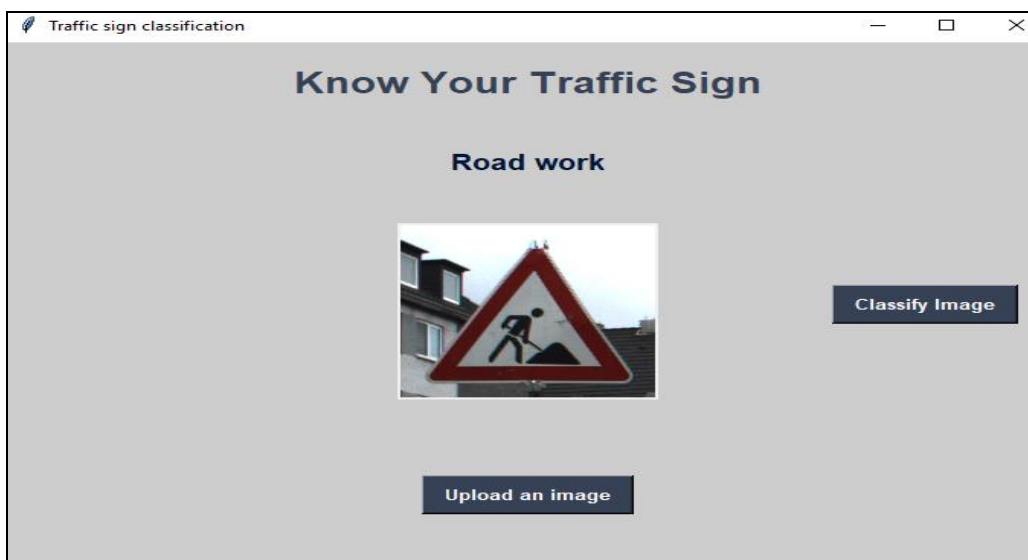 Traffic sign classification
Know Your Traffic Sign
Road work
Classify Image
Upload an image